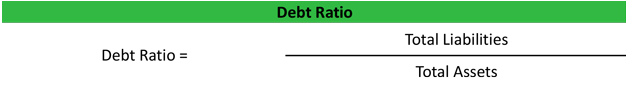 Debt Ratio
Total Liabilities
Debt Ratio =
Total Assets